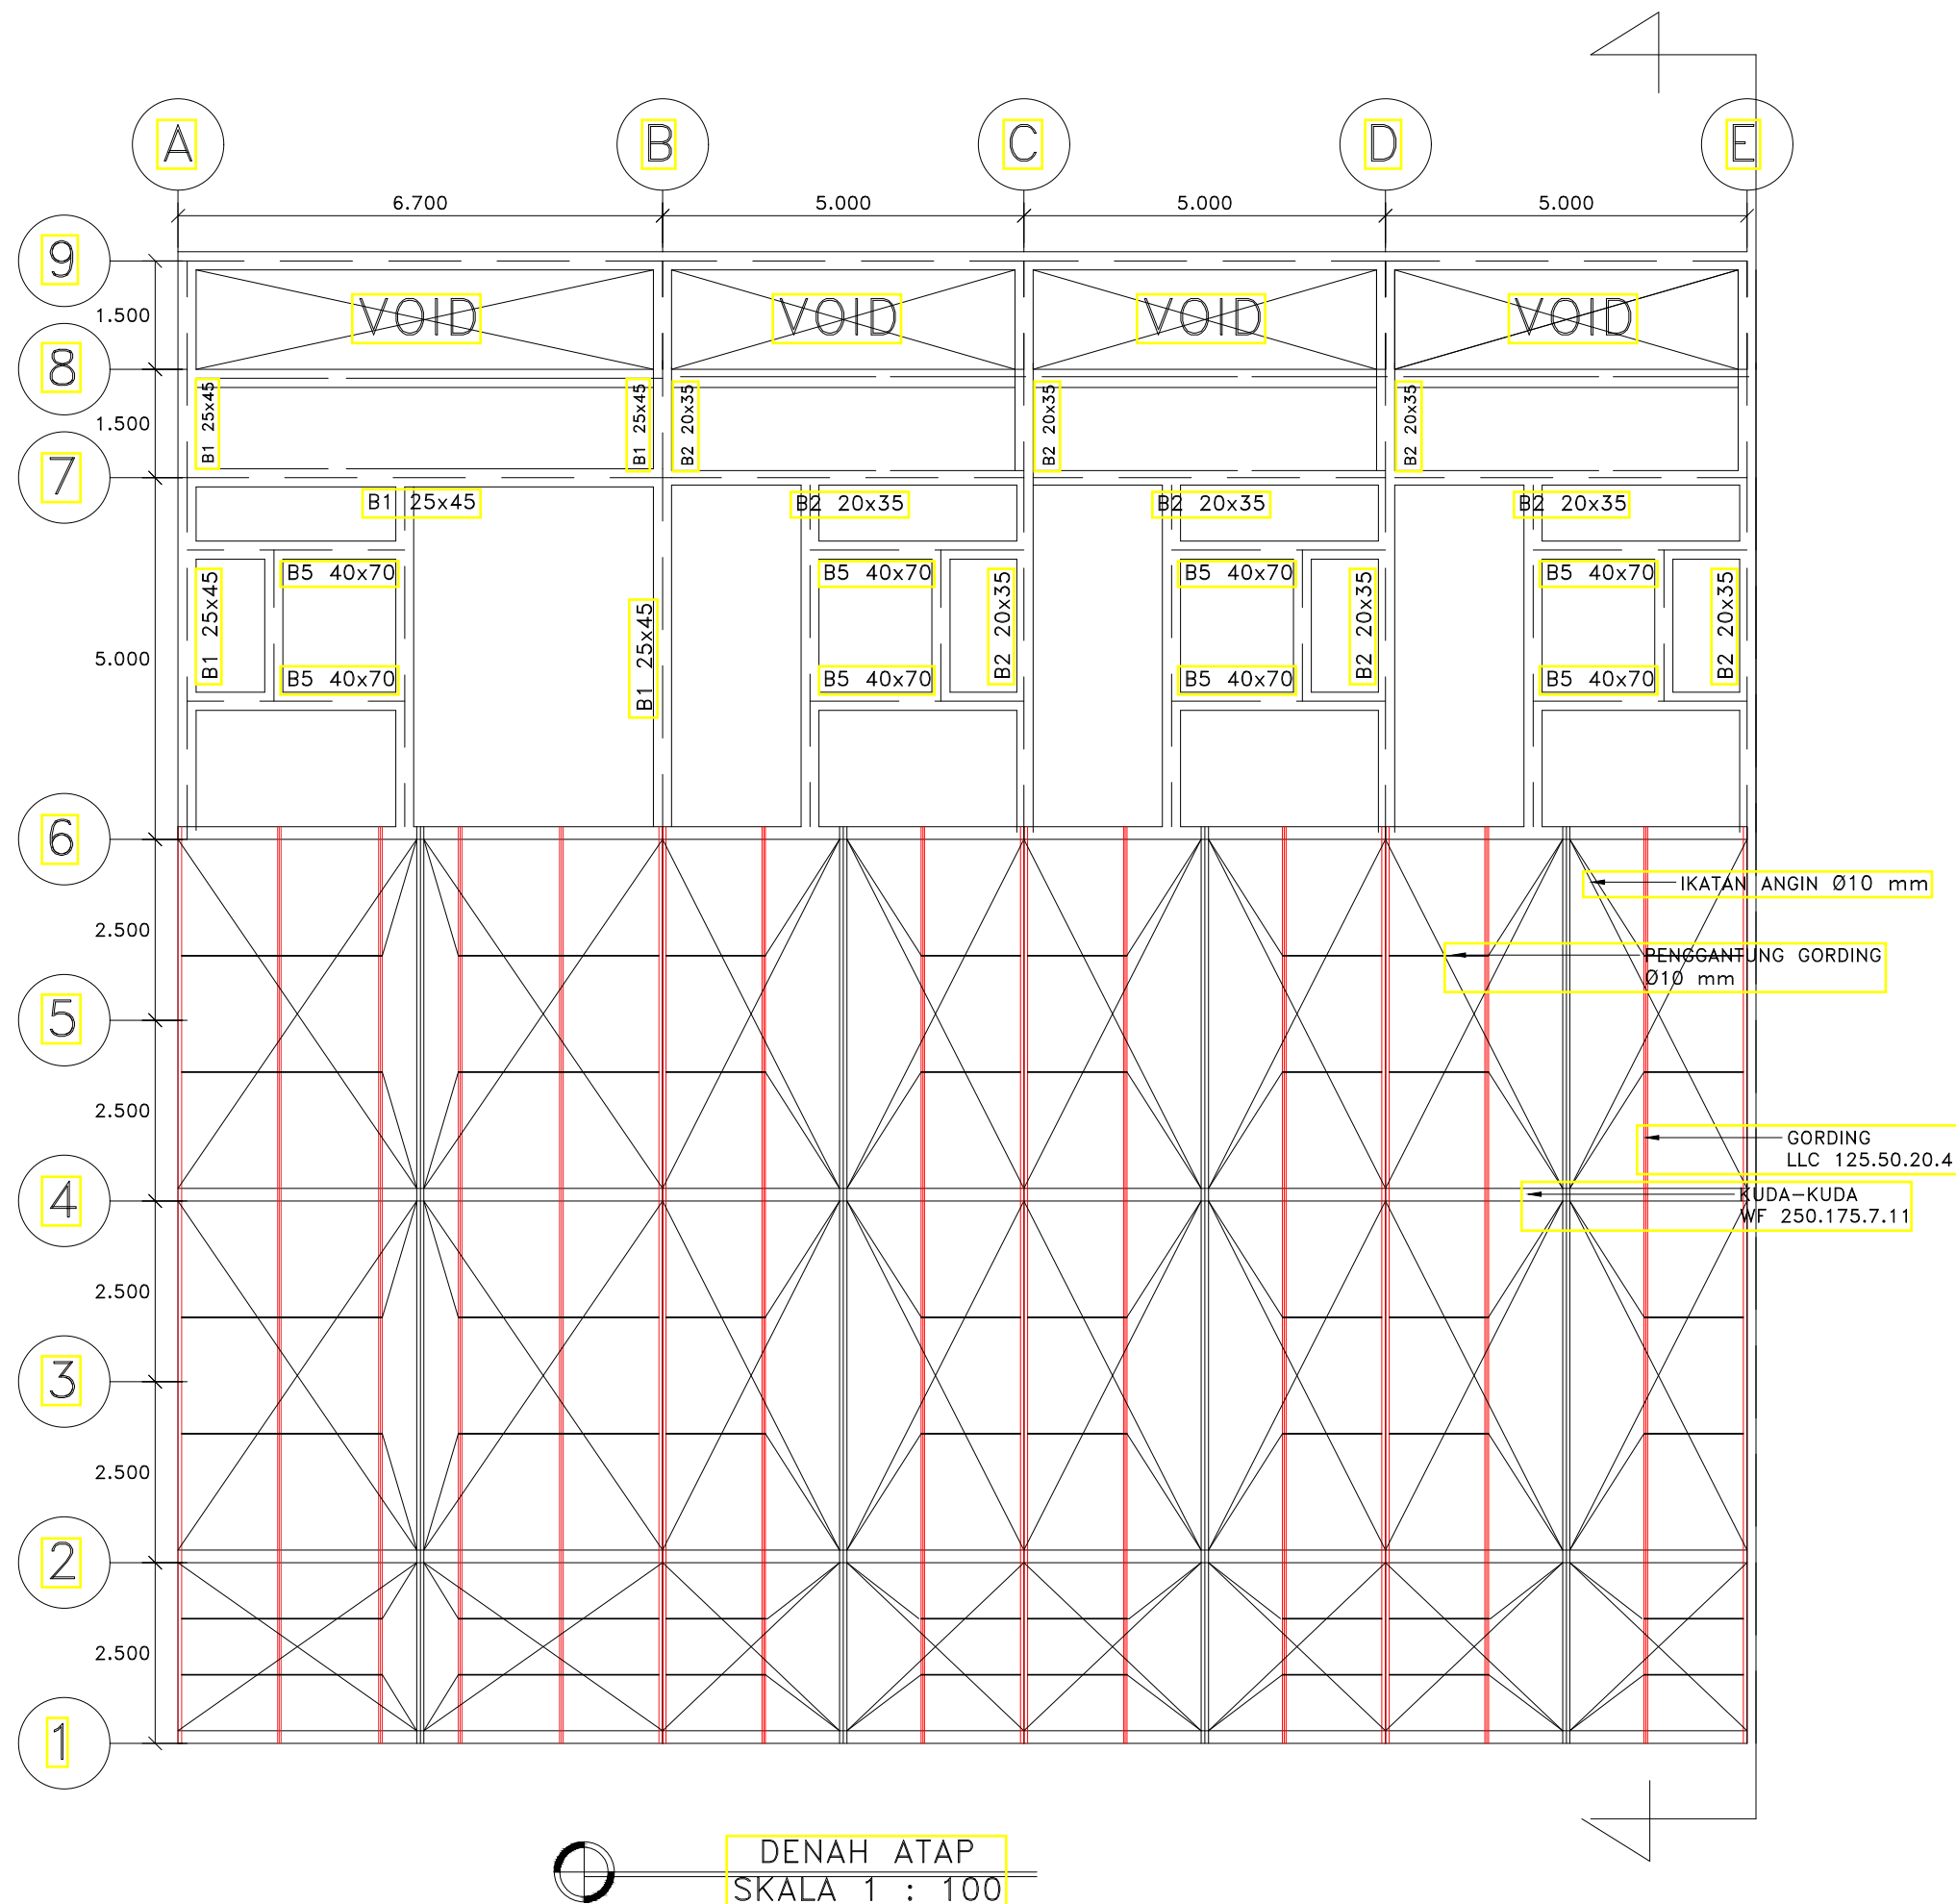 A B C D E
6.700 5.000 5.000 5.000
9
VOID VOID VOID VOID
1.500
8
B1 25x45 B1 25x45 B2 20x35 B2 20x35 B2 20x35
1.500
7
B1 25x45 B2 20x35 B2 20x35 B2 20x35
B5 40x70 B5 40x70 B5 40x70 B5 40x70
B1 25x45 B1 25x45 B2 20x35 B2 20x35 B2 20x35
5.000
B5 40x70 B5 40x70 B5 40x70 B5 40x70
6
IKATAN ANGIN Ø10 mm
2.500
PENGGANTUNG GORDING
Ø10 mm
5
2.500
GORDING
LLC 125.50.20.4
4
KUDA-KUDA
WF 250.175.7.11
2.500
3
2.500
2
2.500
1
DENAH ATAP
SKALA 1 : 100